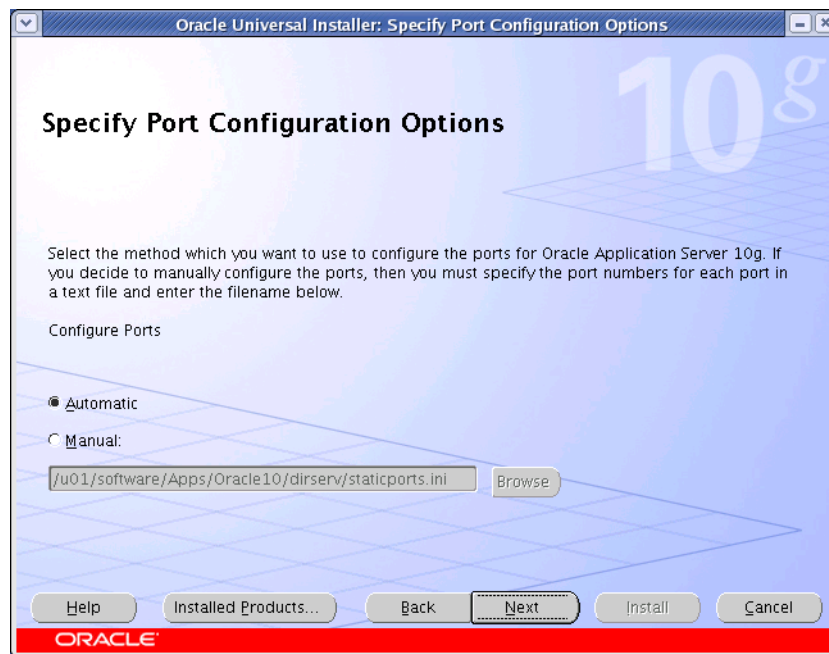 Oracle Universal Installer: Specify Port Configuration Options
10g
Specify Port Configuration Options
Select the method which you want to use to configure the ports for Oracle Application Server 10g. If
you decide to manually configure the ports, then you must specify the port numbers for each port in
a text file and enter the filename below.
Configure Ports
Automatic
Manual:
/u01/software/Apps/Oracle10/dirserv/staticports.ini Browse
Help Installed Products... Back Next Install Cancel
ORACLE